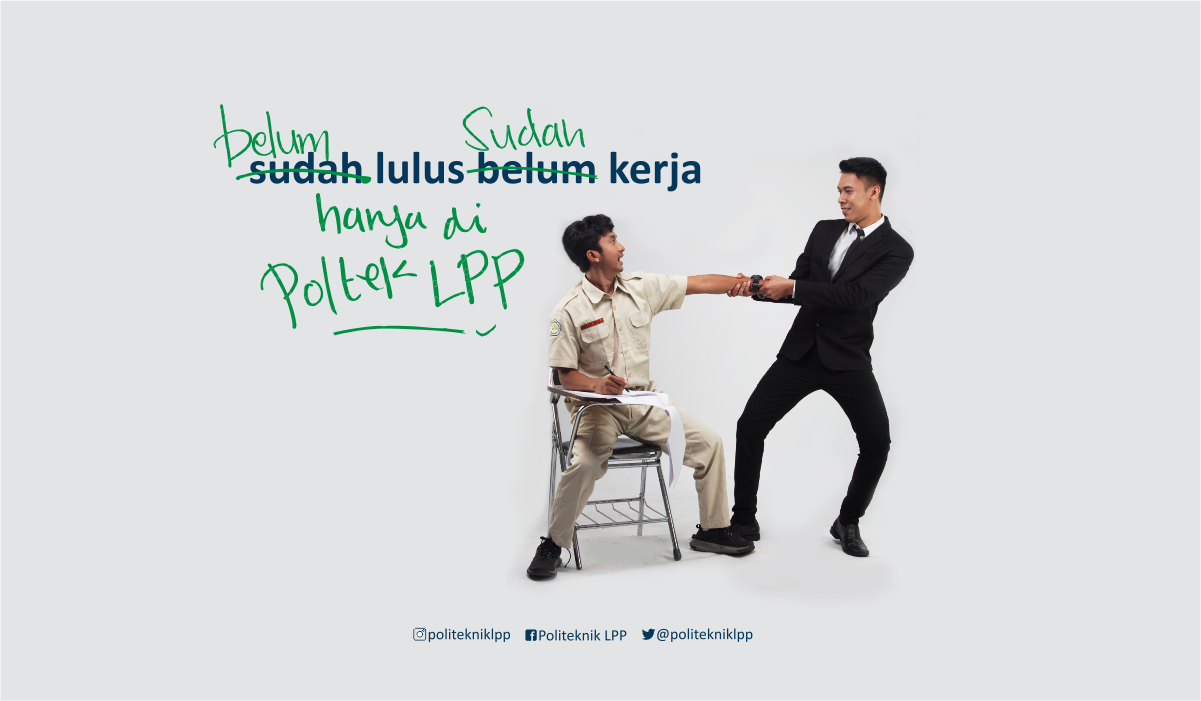 belum Sudah
sudah lulus belum kerja
hanya di
Poltek LPP
politekniklpp Politeknik LPP @politekniklpp